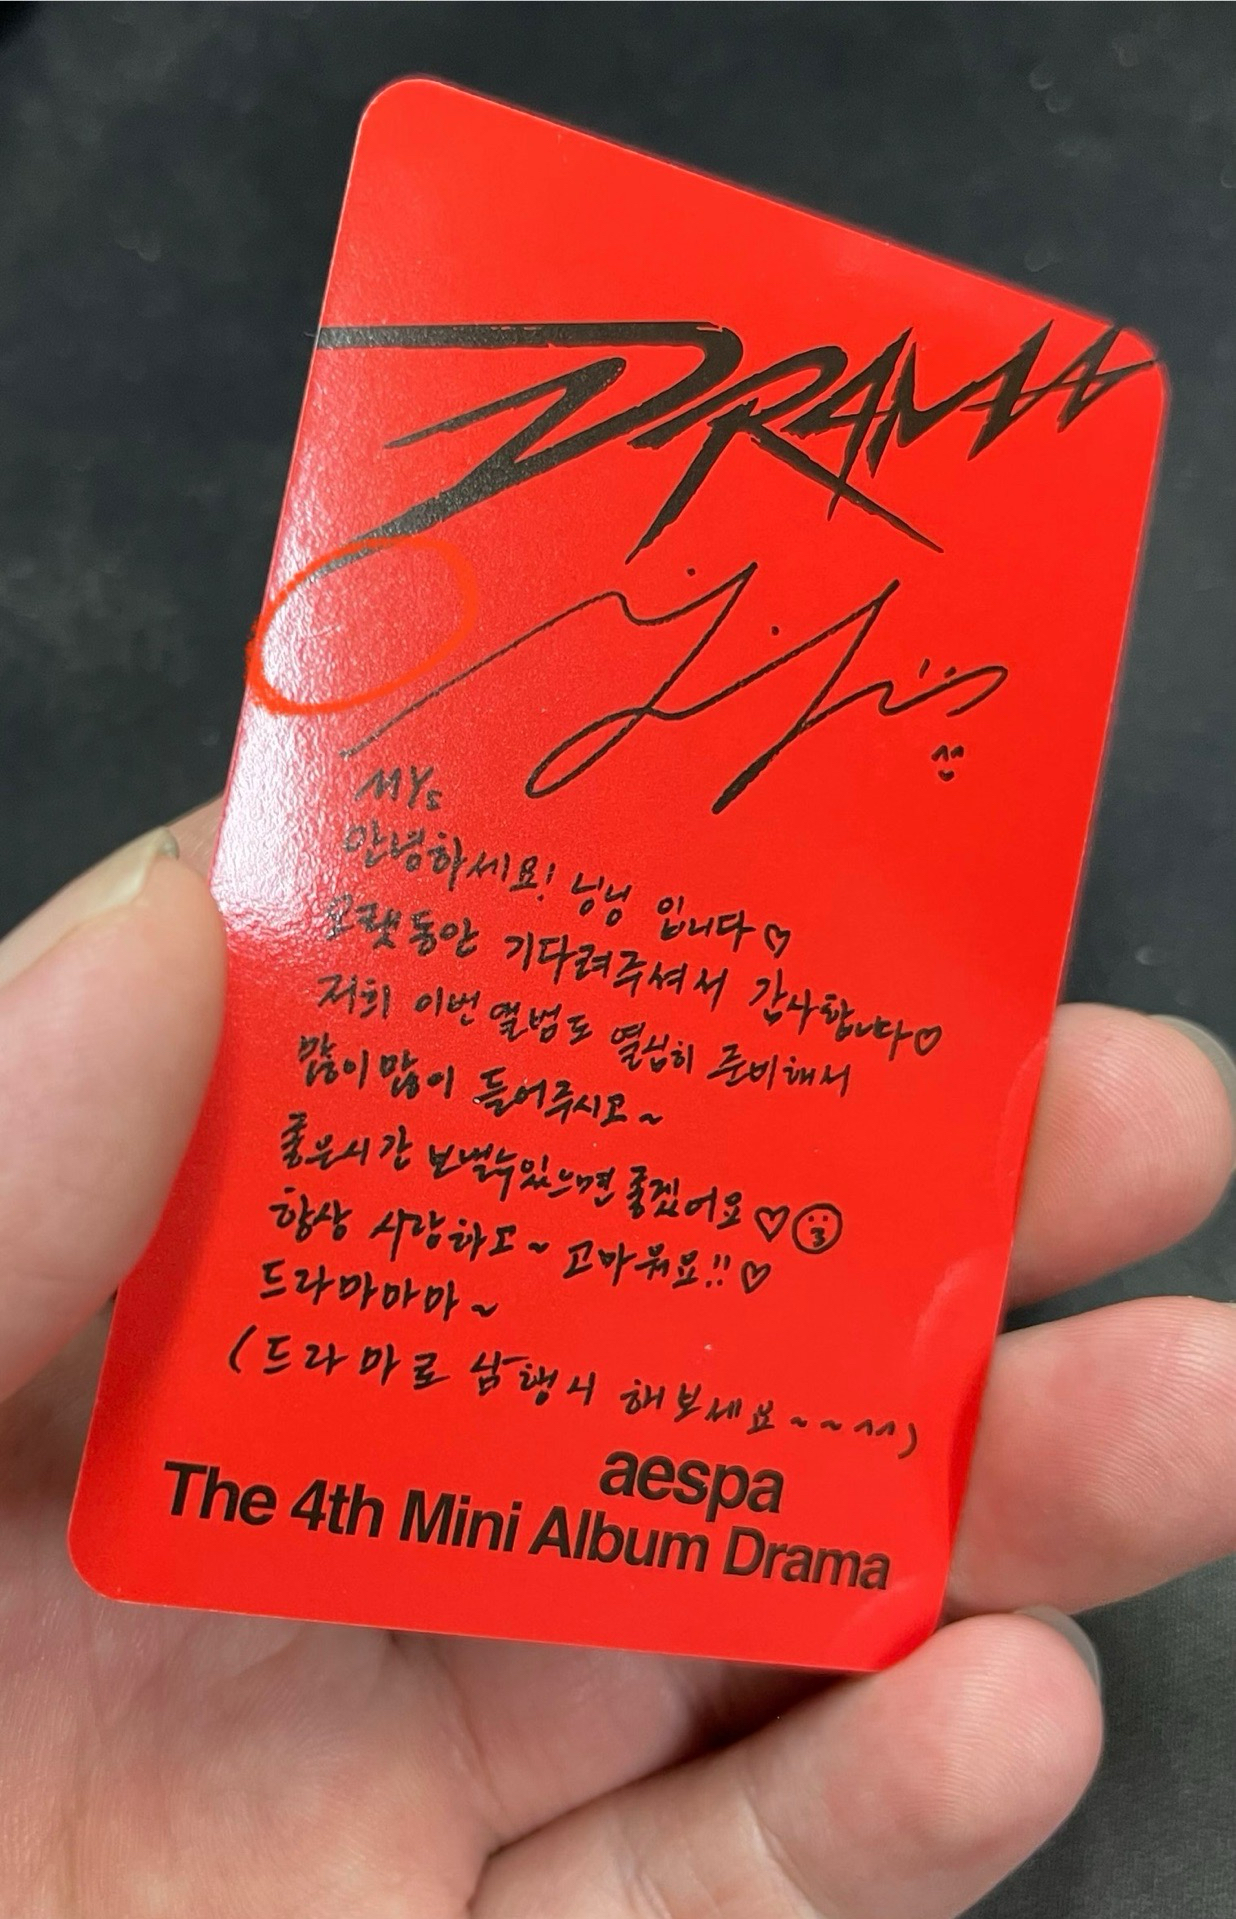 DRAMA
MYs
안녕하세요! 닝닝 입니다♡
오랫동안 기다려주셔서 감사합니다♡
저희 이번 앨범도 열심히 준비해서
많이많이 들어주시고~
좋은시간 보낼수있으면 좋겠어요♡
항상 사랑하고~ 고마워요!!♡
드라마마마~
(드라마로 삼행시 해보세요~~^^)
aespa
The 4th Mini Album Drama